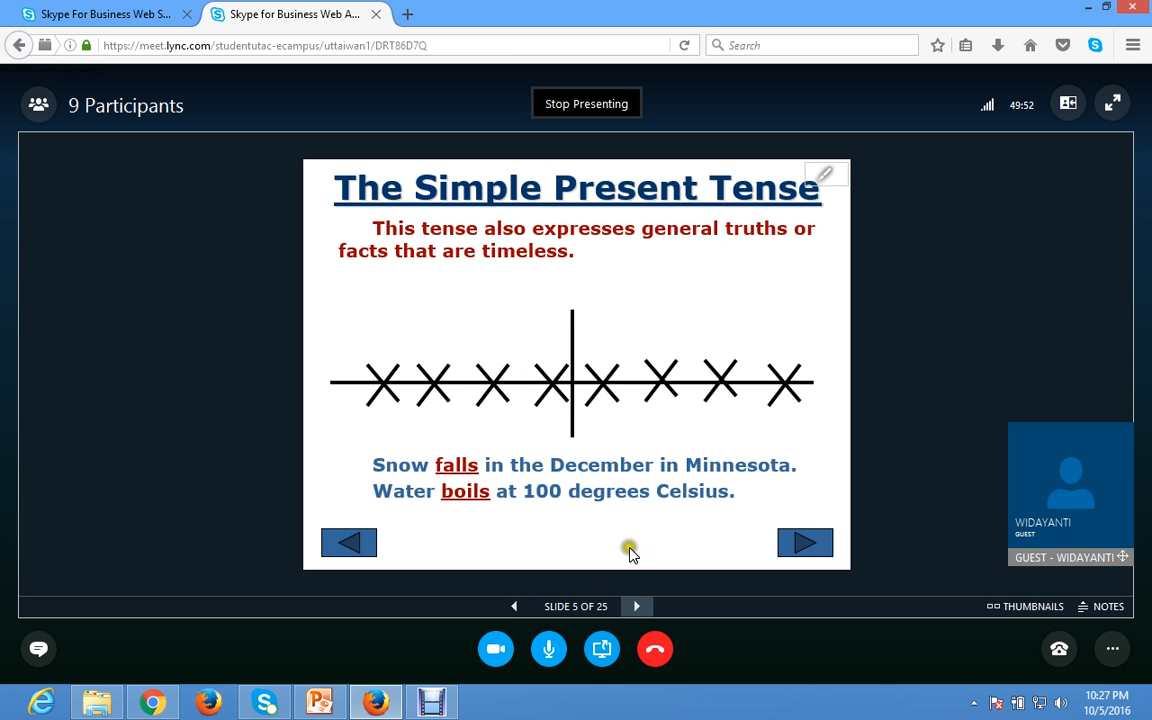 Skype For Business Web S...
Skype for Business Web A...
https://meet.lync.com/studentutac-ecampus/uttaiwan1/DRT86D7Q
Search
9 Participants
Stop Presenting
49:52
The Simple Present Tense
This tense also expresses general truths or
facts that are timeless.
Snow falls in the December in Minnesota.
Water boils at 100 degrees Celsius.
WIDAYANTI
GUEST
GUEST - WIDAYANTI
SLIDE 5 OF 25
THUMBNAILS
NOTES
10:27 PM
10/5/2016